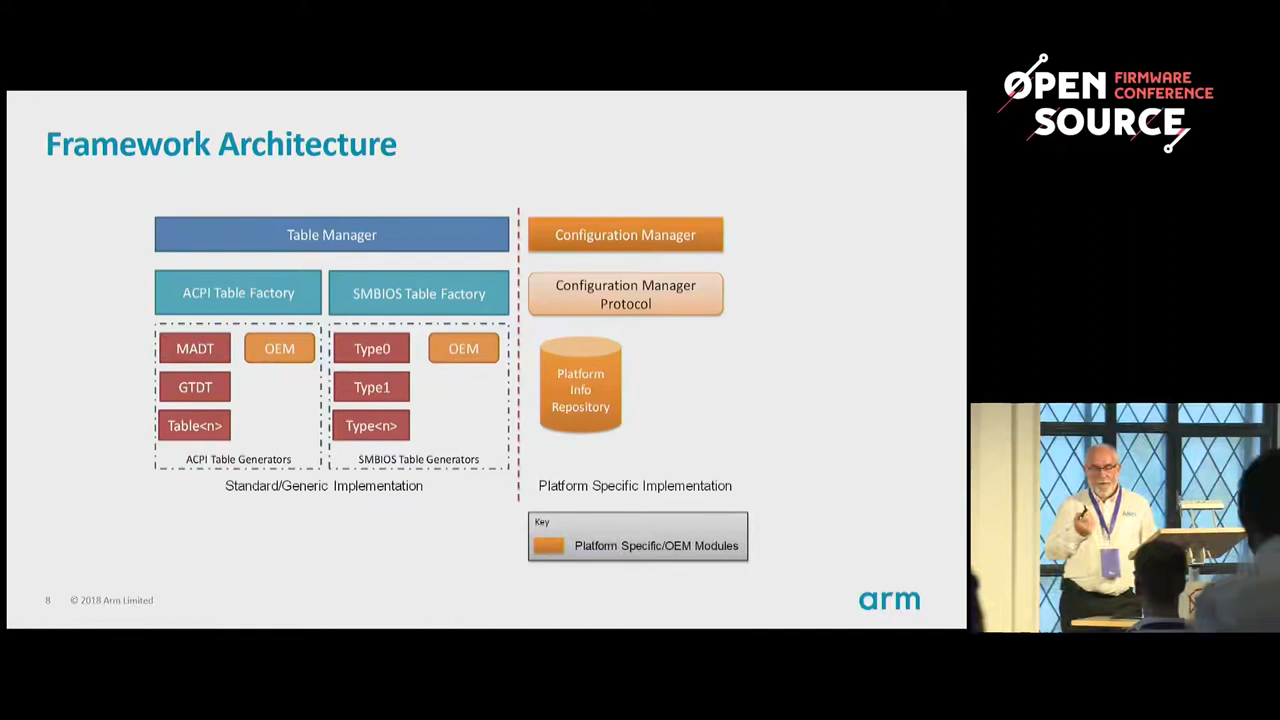 OPEN FIRMWARE
CONFERENCE
SOURCE
Framework Architecture
Table Manager
Configuration Manager
ACPI Table Factory
SMBIOS Table Factory
Configuration Manager
Protocol
MADT
OEM
Type0
OEM
GTDT
Type1
Table<n>
Type<n>
Platform
Info
Repository
ACPI Table Generators
SMBIOS Table Generators
Standard/Generic Implementation
Platform Specific Implementation
Key
Platform Specific/OEM Modules
8 © 2018 Arm Limited
arm